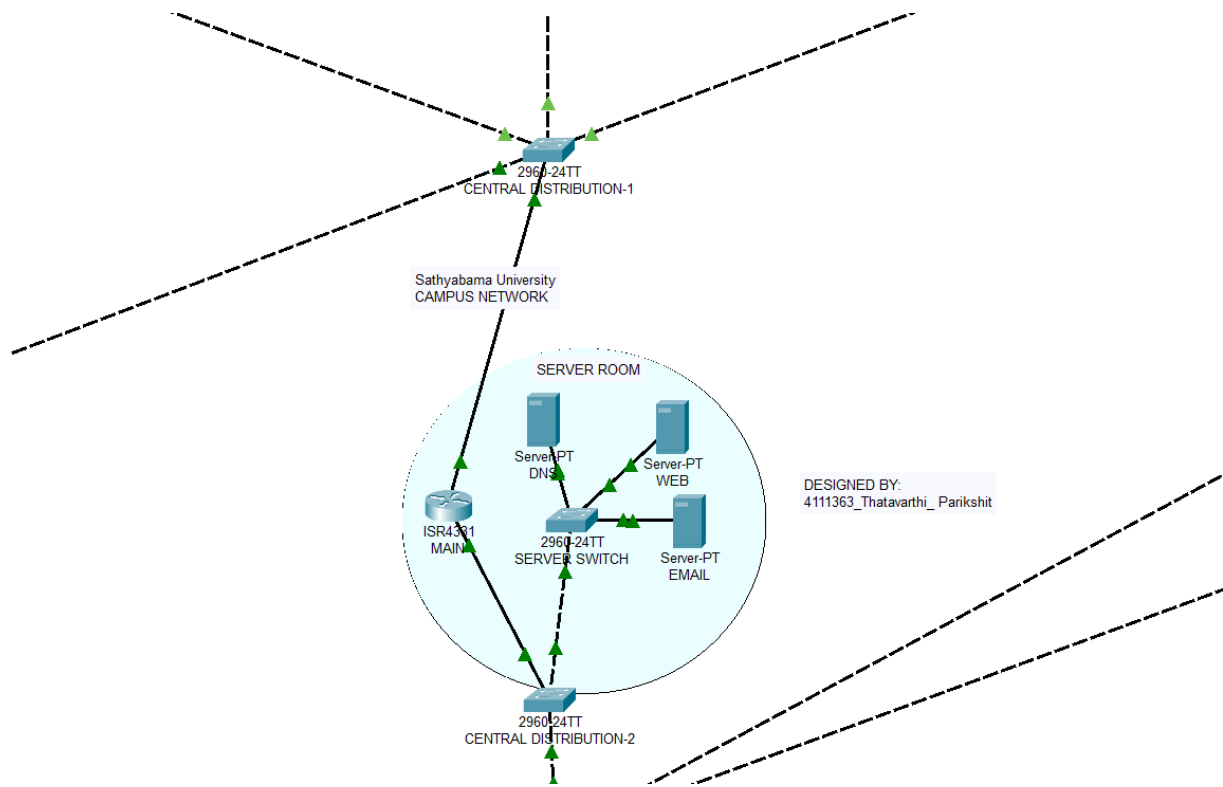 2960-24TT
CENTRAL DISTRIBUTION-1
Sathyabama University
CAMPUS NETWORK
SERVER ROOM
Server-PT
DNS
Server-PT
WEB
DESIGNED BY:
4111363_Thatavarthi_ Parikshit
ISR4331
MAIN
2960-24TT
SERVER SWITCH
Server-PT
EMAIL
2960-24TT
CENTRAL DISTRIBUTION-2